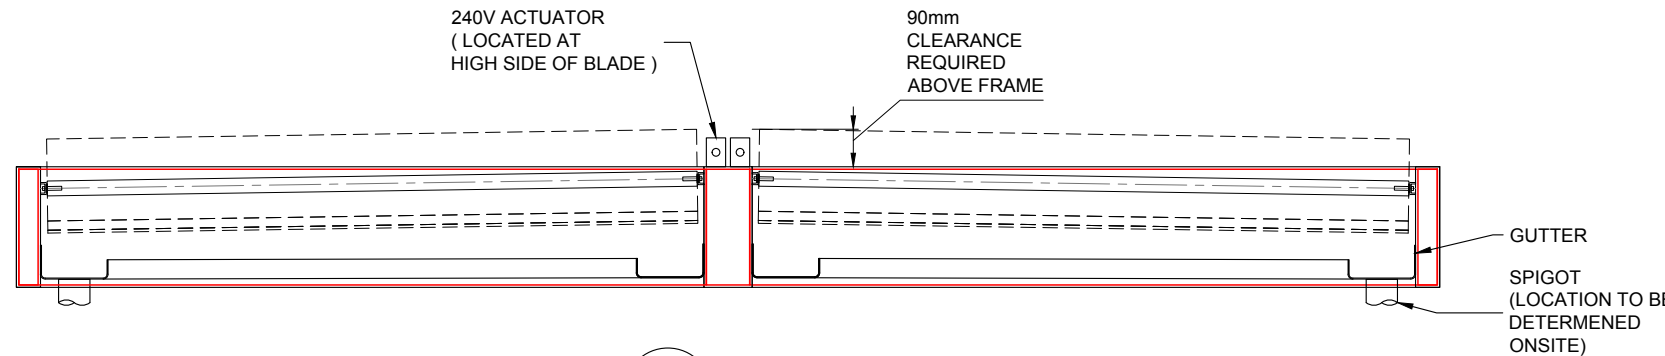 240V ACTUATOR
( LOCATED AT
HIGH SIDE OF BLADE )
90mm
CLEARANCE
REQUIRED
ABOVE FRAME
GUTTER
SPIGOT
(LOCATION TO BE
DETERMENED
ONSITE)